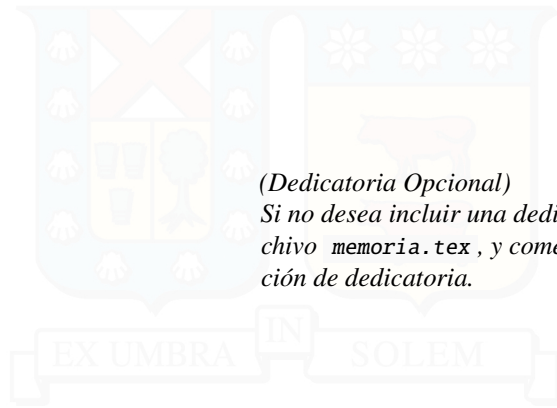 (Dedicatoria Opcional)
Si no desea incluir una dedi
chivo memoria.tex, y come
ción de dedicatoria.
EX UMBRA IN SOLEM